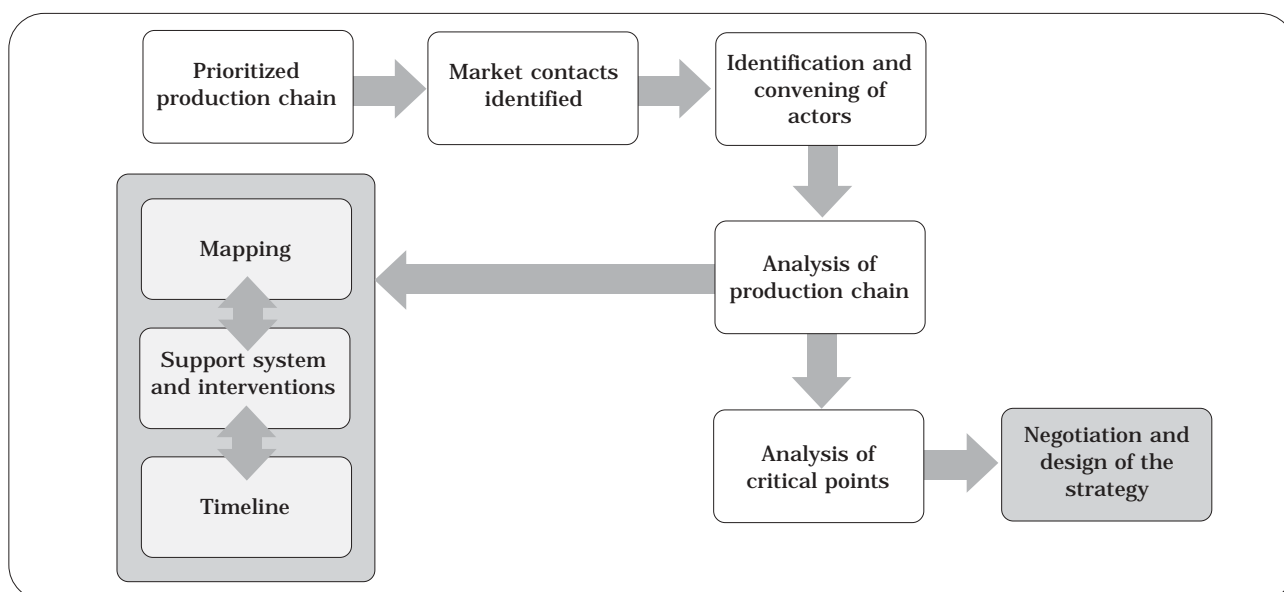 Prioritized
production chain
Market contacts
identified
Identification and
convening of
actors
Mapping
Support system
and interventions
Timeline
Analysis of
production chain
Analysis of
critical points
Negotiation and
design of the
strategy